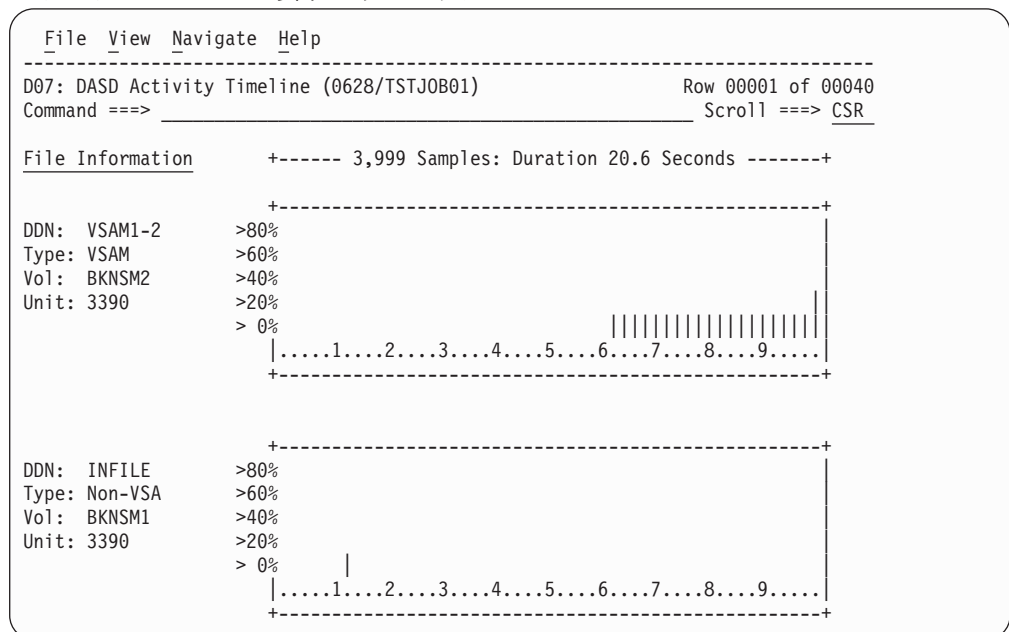 File View Navigate Help
--------------------------------------------------------------------------------
D07: DASD Activity Timeline (0628/TSTJOB01) Row 00001 of 00040
Command ===> __________________________________________________ Scroll ===> CSR
File Information +------ 3,999 Samples: Duration 20.6 Seconds -------+
+---------------------------------------------------+
DDN: VSAM1-2 >80% |
Type: VSAM >60% |
Vol: BKNSM2 >40% |
Unit: 3390 >20% ||
> 0% |||||||||||||||||||||
|.....1....2....3....4....5....6....7....8....9.....|
+---------------------------------------------------+
+---------------------------------------------------+
DDN: INFILE >80% |
Type: Non-VSA >60% |
Vol: BKNSM1 >40% |
Unit: 3390 >20% |
> 0% | |
|.....1....2....3....4....5....6....7....8....9.....|
+---------------------------------------------------+